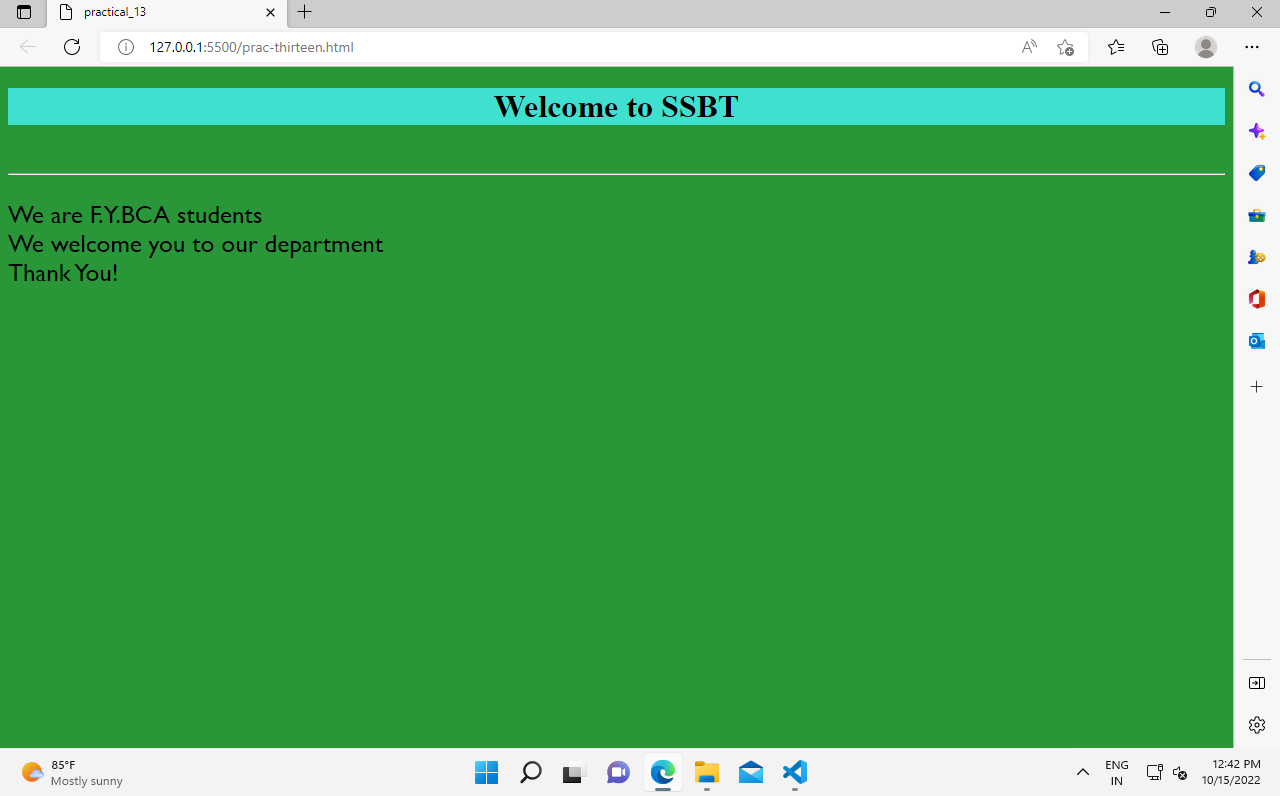 practical_13
127.0.0.1:5500/prac-thirteen.html
Welcome to SSBT
We are F.Y.BCA students
We welcome you to our department
Thank You!
85°F
Mostly sunny
ENG
IN
12:42 PM
10/15/2022